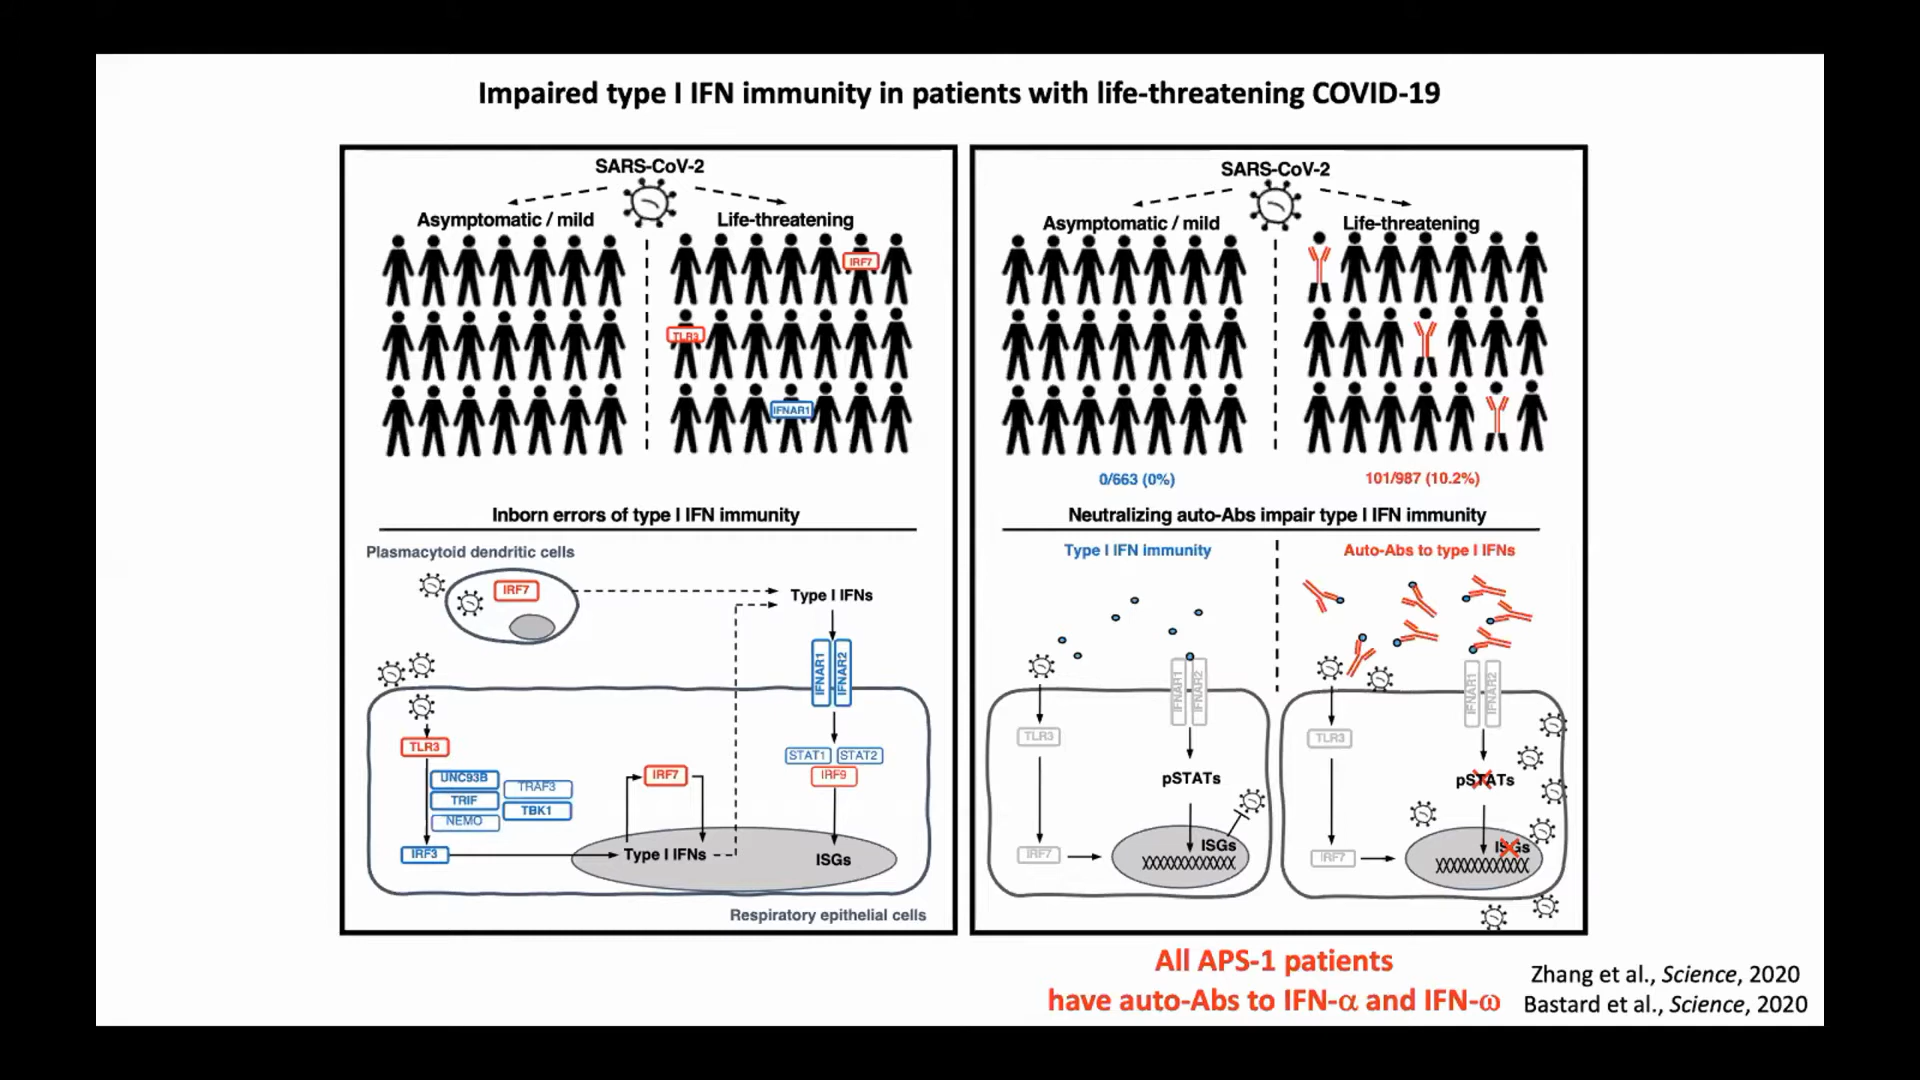 Impaired type I IFN immunity in patients with life-threatening COVID-19
SARS-CoV-2
Asymptomatic / mild
Life-threatening
IRF7
TLR3
IFNAR1
Inborn errors of type I IFN immunity
Plasmacytoid dendritic cells
IRF7
Type I IFNs
IFNAR1
IFNAR2
TLR3
UNC93B
TRAF3
TRIF
TBK1
NEMO
IRF3
IRF7
Type I IFNs
STAT1
STAT2
IRF9
ISGs
Respiratory epithelial cells
SARS-CoV-2
Asymptomatic / mild
Life-threatening
0/663 (0%)
101/987 (10.2%)
Neutralizing auto-Abs impair type I IFN immunity
Type I IFN immunity
Auto-Abs to type I IFNs
IFNAR1
IFNAR2
TLR3
pSTATs
ISGs
IRF7
IFNAR1
IFNAR2
TLR3
pSTATs
ISGs
IRF7
All APS-1 patients
have auto-Abs to IFN-α and IFN-ω
Zhang et al., Science, 2020
Bastard et al., Science, 2020